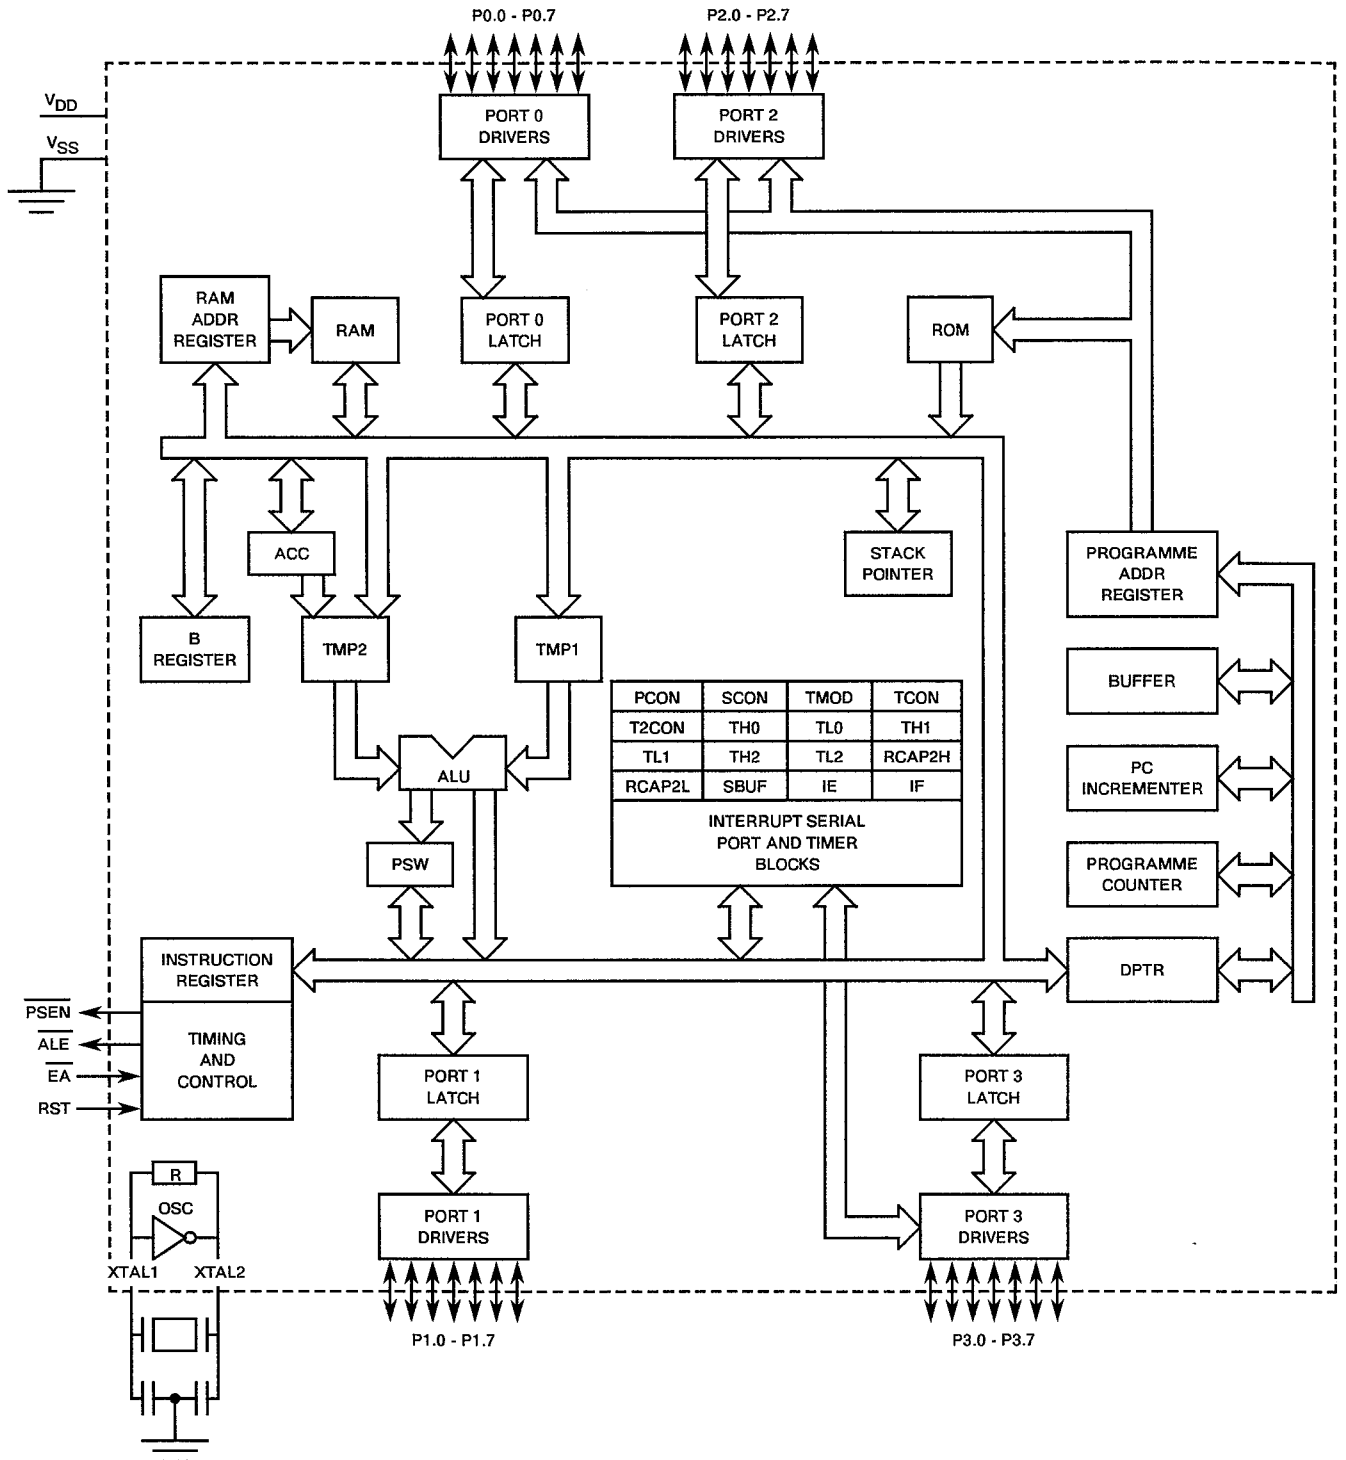 P0.0 - P0.7
P2.0 - P2.7
VDD
VSS
PORT 0
DRIVERS
PORT 2
DRIVERS
RAM
ADDR
REGISTER
RAM
PORT 0
LATCH
PORT 2
LATCH
ROM
ACC
STACK
POINTER
PROGRAMME
ADDR
REGISTER
B
REGISTER
TMP2
TMP1
BUFFER
PCON SCON TMOD TCON
T2CON TH0 TL0 TH1
TL1 TH2 TL2 RCAP2H
RCAP2L SBUF IE IF
INTERRUPT SERIAL
PORT AND TIMER
BLOCKS
ALU
PC
INCREMENTER
PSW
PROGRAMME
COUNTER
INSTRUCTION
REGISTER
DPTR
PSEN
ALE
EA
RST
TIMING
AND
CONTROL
PORT 1
LATCH
PORT 3
LATCH
R
OSC
XTAL1 XTAL2
PORT 1
DRIVERS
PORT 3
DRIVERS
P1.0 - P1.7
P3.0 - P3.7